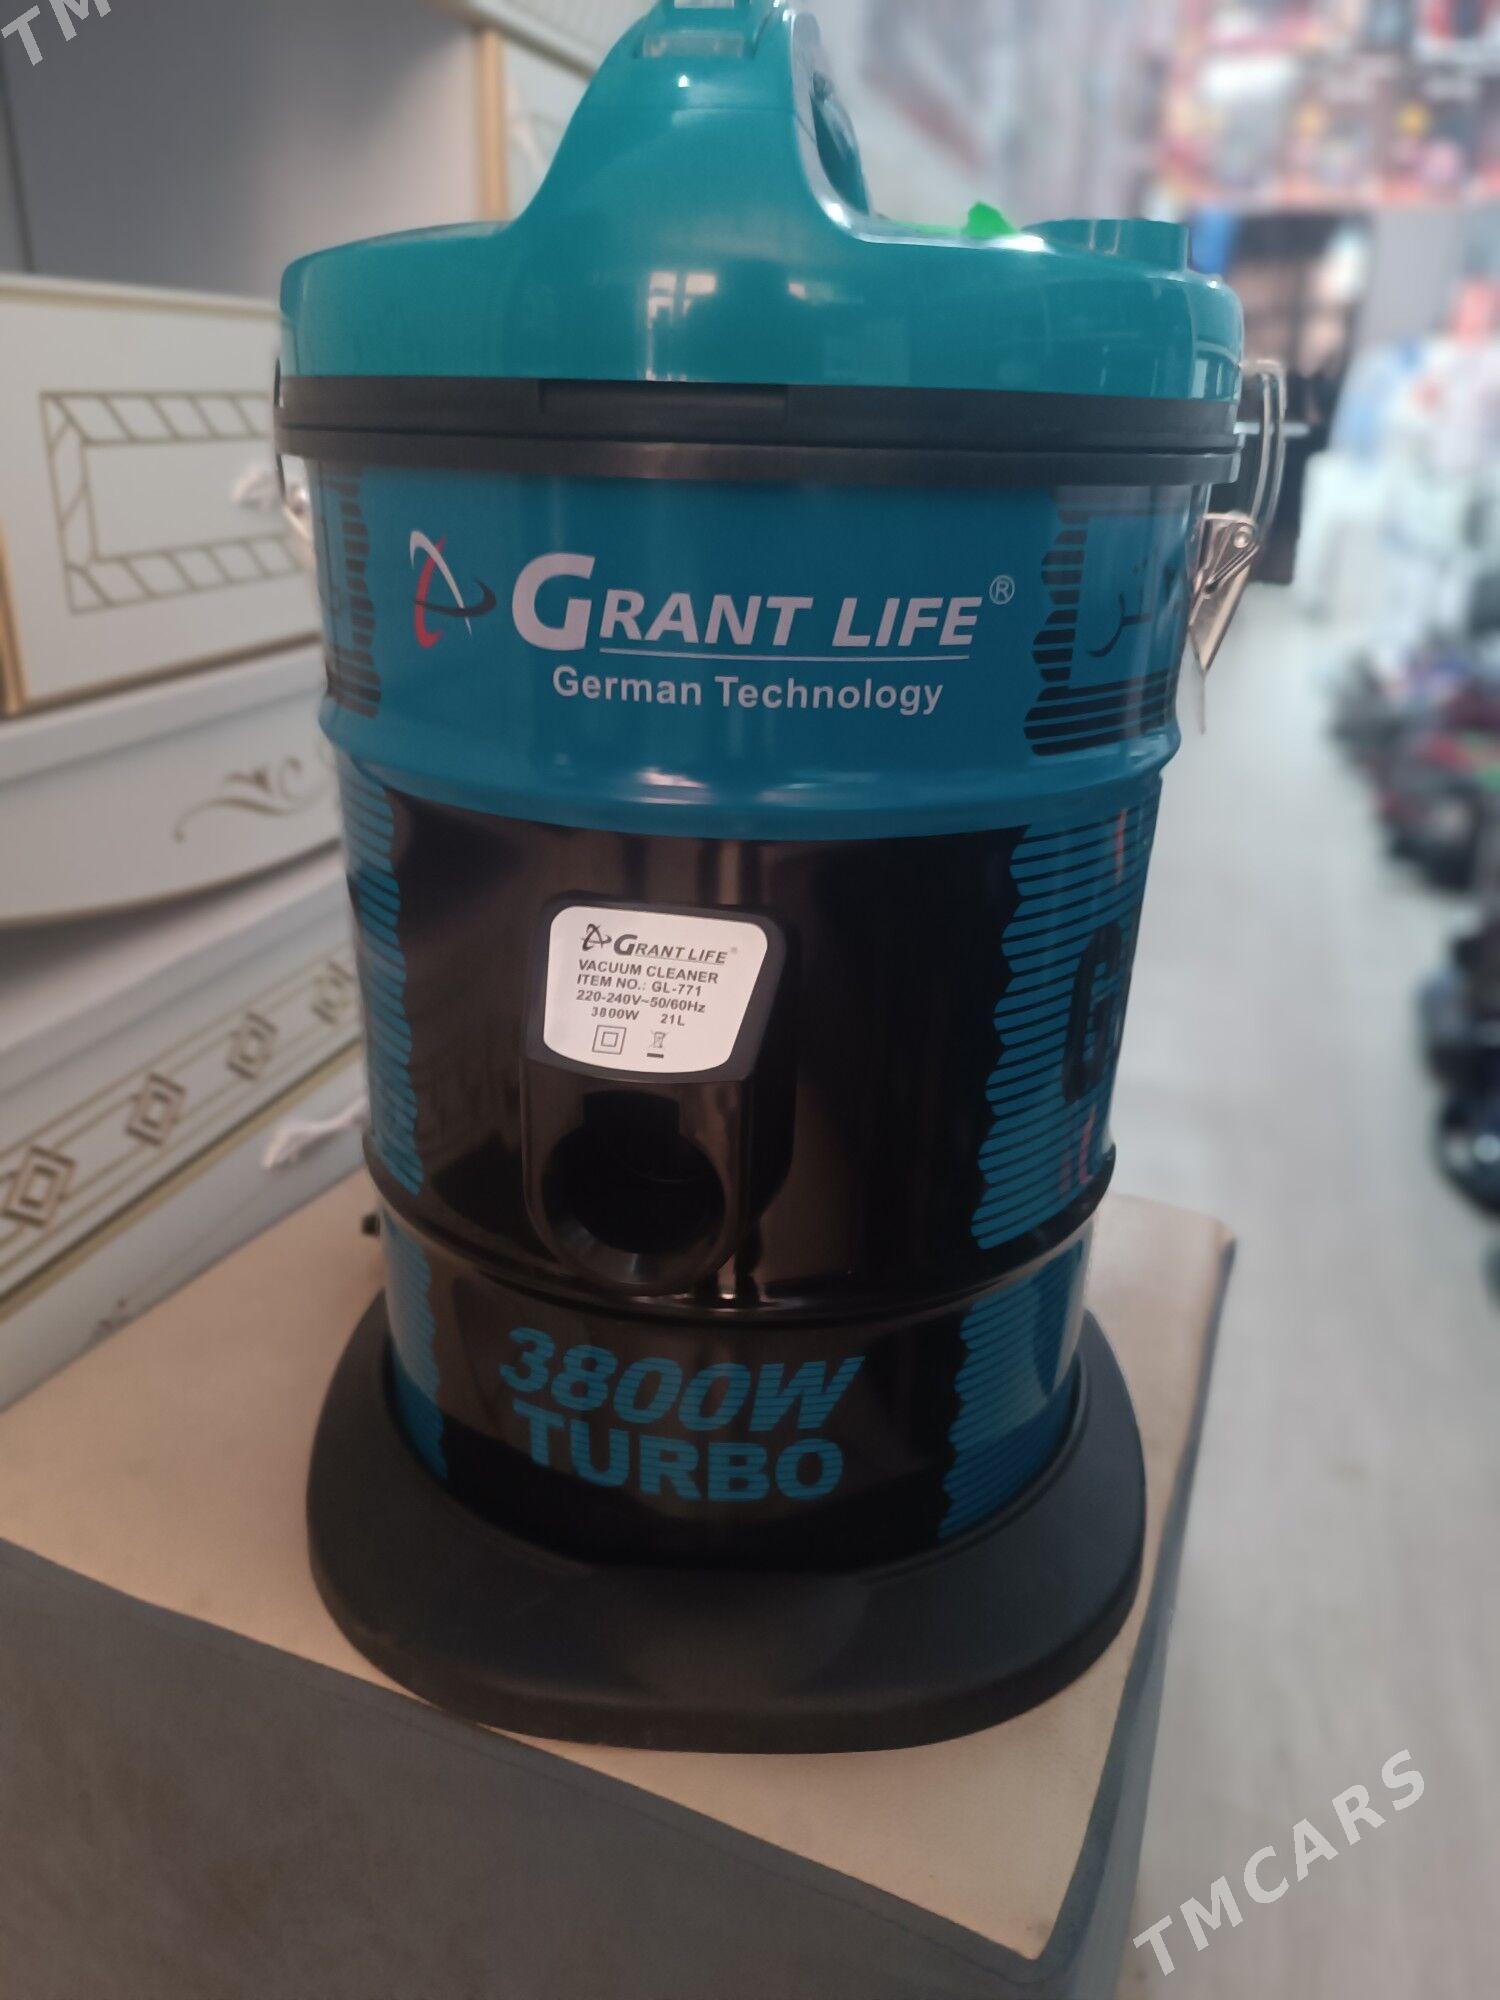 TM
GRANT LIFE®
German Technology
GRANT LIFE®
VACUUM CLEANER
ITEM NO.: GL-771
220-240V~50/60Hz
3800W 21L
3800W
TURBO
TMCARS